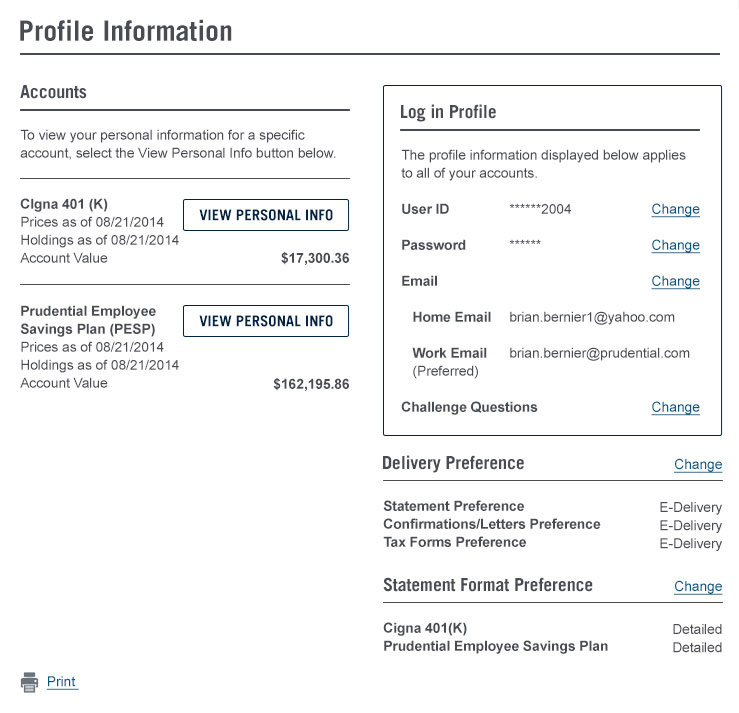 Profile Information
Accounts
To view your personal information for a specific
account, select the View Personal Info button below.
CIgna 401 (K)
Prices as of 08/21/2014
Holdings as of 08/21/2014
Account Value
VIEW PERSONAL INFO
$17,300.36
Prudential Employee
Savings Plan (PESP)
Prices as of 08/21/2014
Holdings as of 08/21/2014
Account Value
VIEW PERSONAL INFO
$162,195.86
Log in Profile
The profile information displayed below applies
to all of your accounts.
User ID ******2004 Change
Password ****** Change
Email Change
Home Email brian.bernier1@yahoo.com
Work Email brian.bernier@prudential.com
(Preferred)
Challenge Questions Change
Delivery Preference Change
Statement Preference E-Delivery
Confirmations/Letters Preference E-Delivery
Tax Forms Preference E-Delivery
Statement Format Preference Change
Cigna 401(K) Detailed
Prudential Employee Savings Plan Detailed
Print